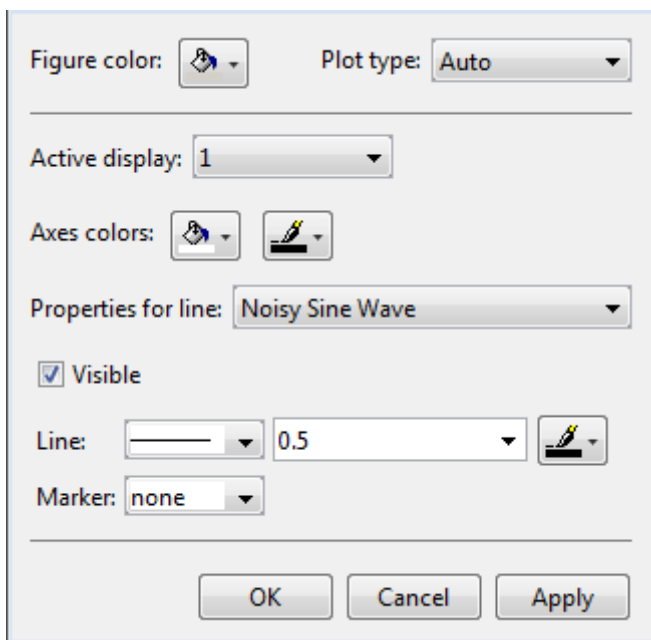 Figure color: Plot type: Auto
Active display: 1
Axes colors:
Properties for line: Noisy Sine Wave
Visible
Line: 0.5
Marker: none
OK Cancel Apply